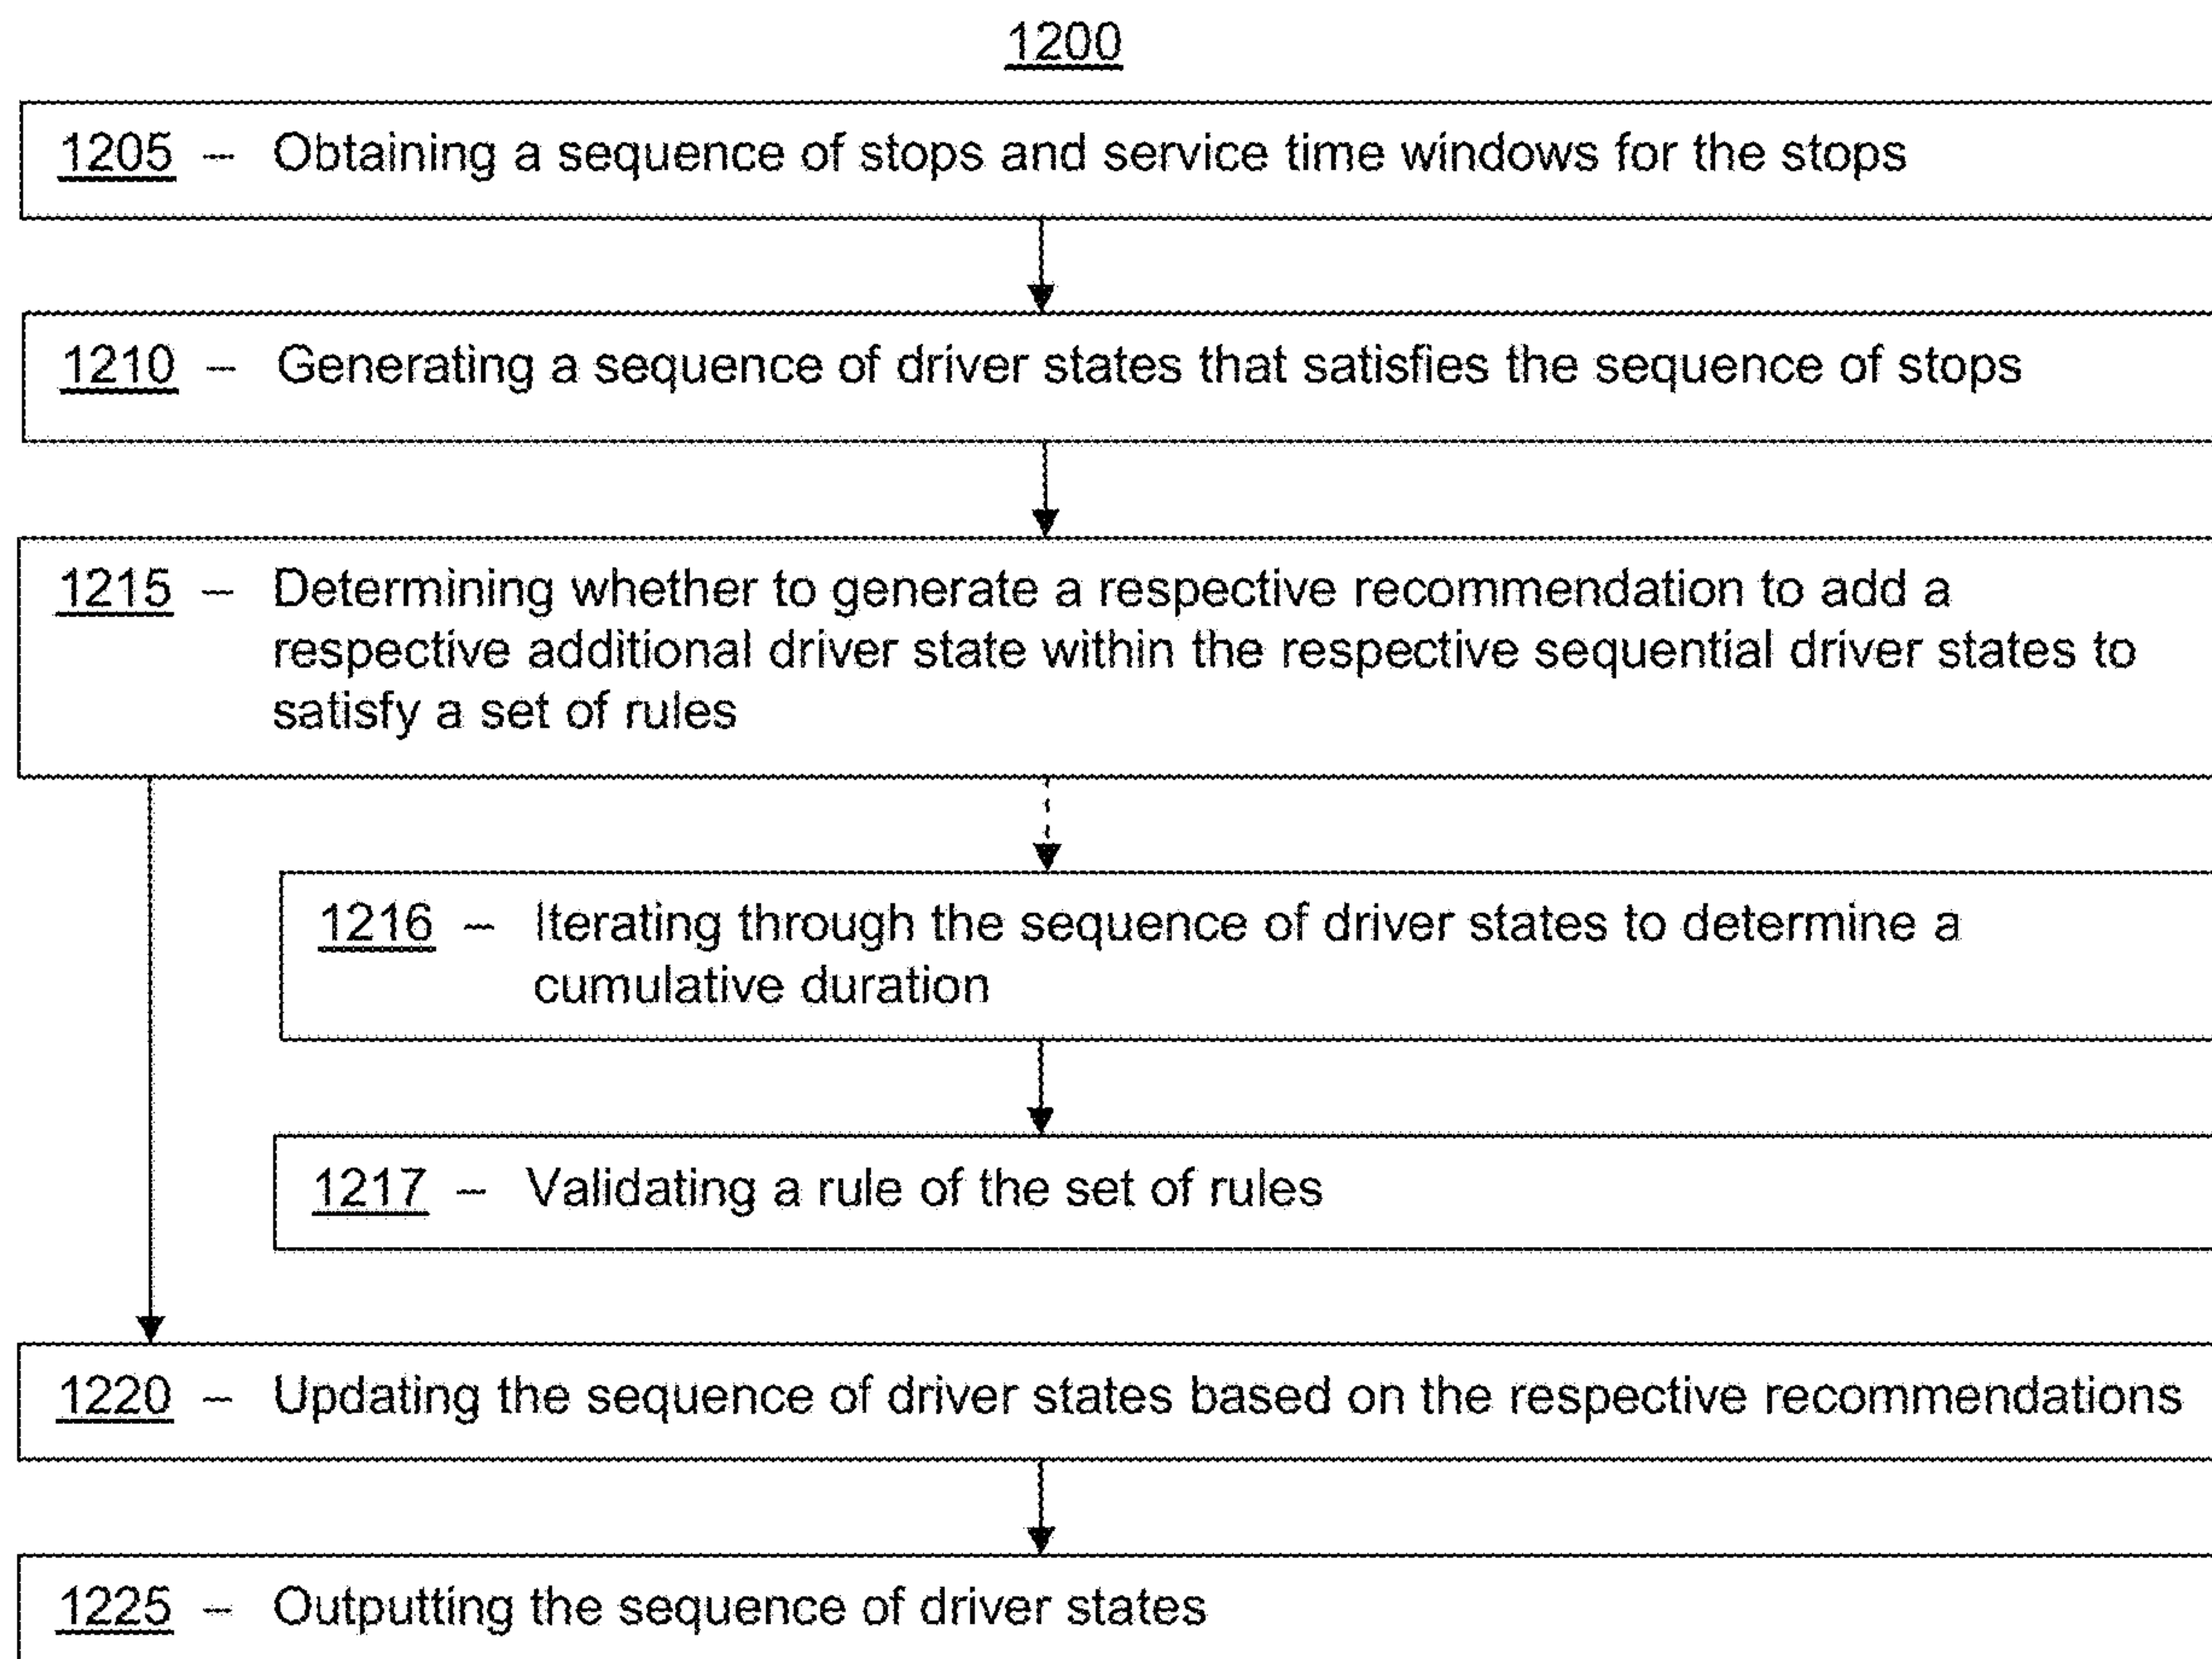 1200
1205 – Obtaining a sequence of stops and service time windows for the stops
1210 – Generating a sequence of driver states that satisfies the sequence of stops
1215 – Determining whether to generate a respective recommendation to add a
respective additional driver state within the respective sequential driver states to
satisfy a set of rules
1216 – Iterating through the sequence of driver states to determine a
cumulative duration
1217 – Validating a rule of the set of rules
1220 – Updating the sequence of driver states based on the respective recommendations
1225 – Outputting the sequence of driver states